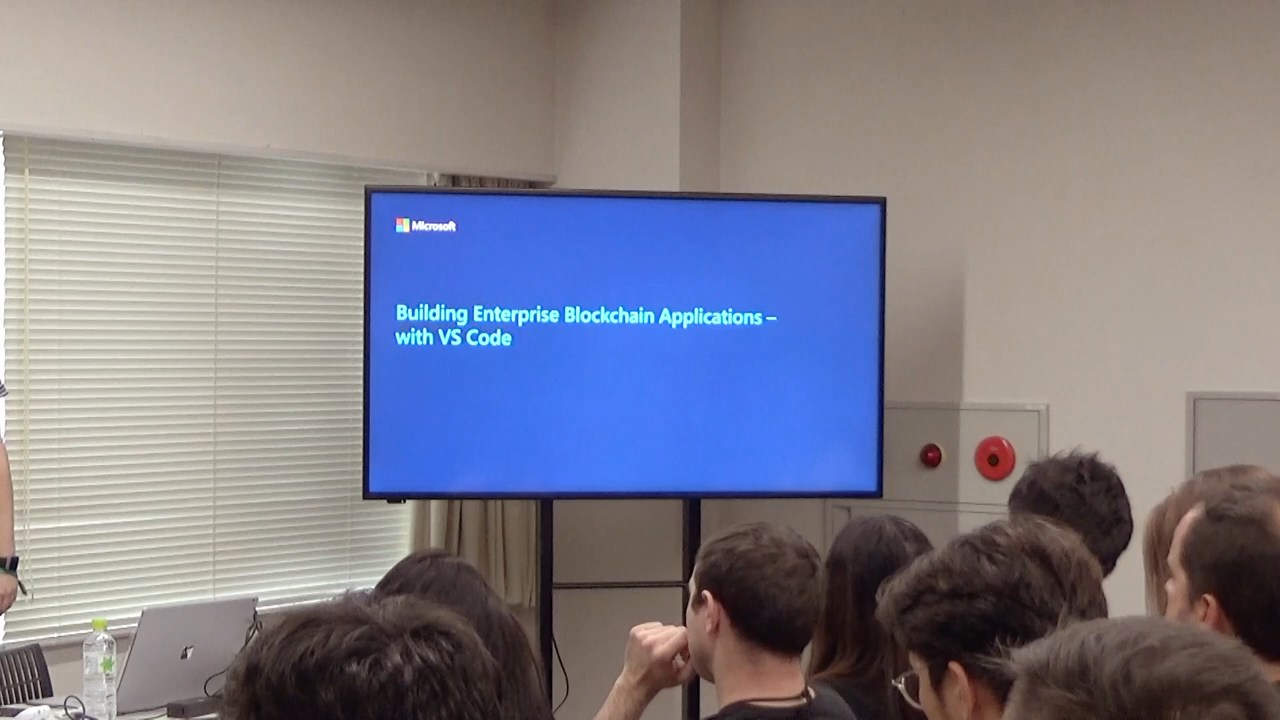 Microsoft
Building Enterprise Blockchain Applications –
with VS Code